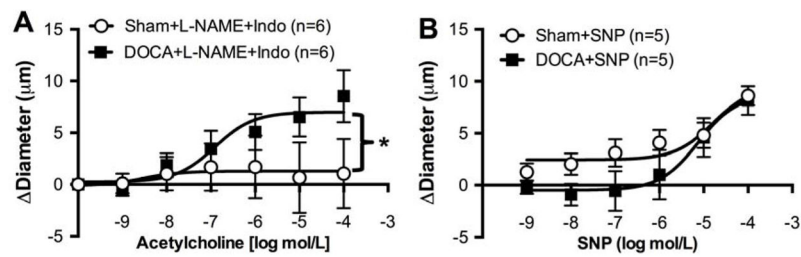 A
Sham+L-NAME+Indo (n=6)
DOCA+L-NAME+Indo (n=6)
ΔDiameter (μm)
15
10
5
0
-5
*
-9 -8 -7 -6 -5 -4 -3
Acetylcholine [log mol/L]
B
Sham+SNP (n=5)
DOCA+SNP (n=5)
ΔDiameter (μm)
15
10
5
0
-5
-9 -8 -7 -6 -5 -4 -3
SNP (log mol/L)